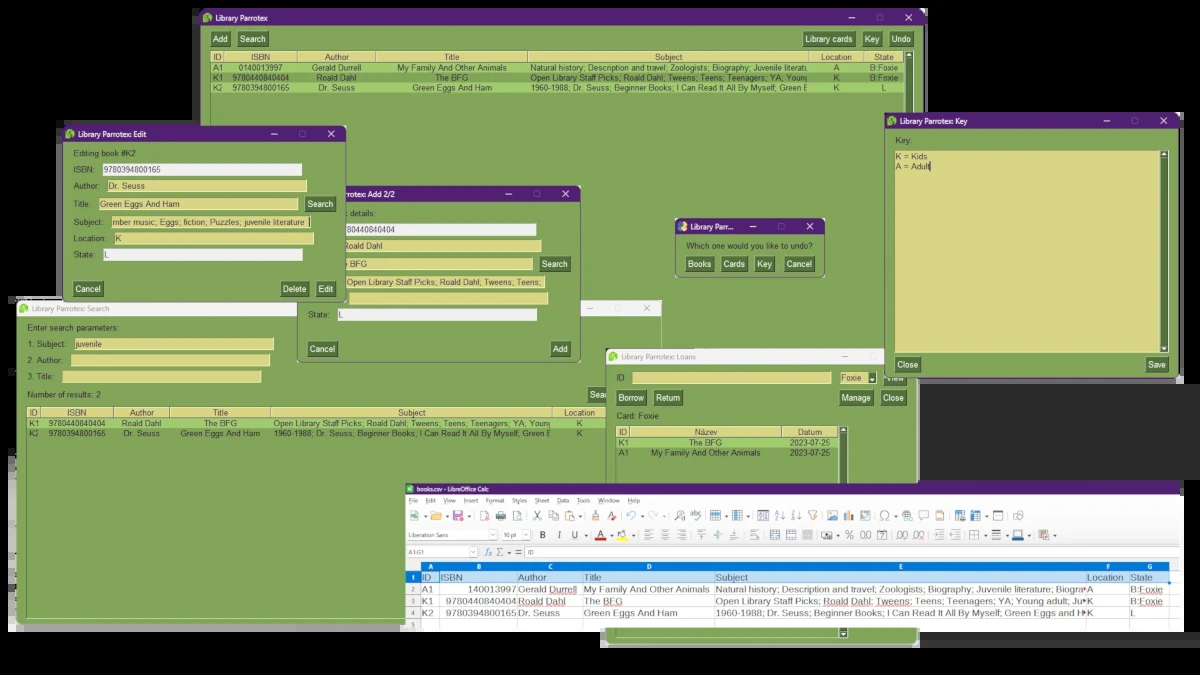 Library Parrotex
Add Search Library cards Key Undo
ID ISBN Author Title Subject Location State
A1 0140013997 Gerald Durrell My Family And Other Animals Natural history; Description and travel; Zoologists; Biography; Juvenile literatu A B:Foxie
K1 9780440840404 Roald Dahl The BFG Open Library Staff Picks; Roald Dahl; Tweens; Teens; Teenagers; YA; Young K B:Foxie
K2 9780394800165 Dr. Seuss Green Eggs And Ham 1960-1988; Dr. Seuss; Beginner Books; I Can Read It All By Myself; Green E K L
Library Parrotex: Edit
Editing book #K2
ISBN: 9780394800165
Author: Dr. Seuss
Title: Green Eggs And Ham Search
Subject: mber music; Eggs; fiction; Puzzles; juvenile literature
Location: K
State: L
Cancel Delete Edit
rrotex: Add 2/2
details:
780440840404
Roald Dahl
BFG Search
Open Library Staff Picks; Roald Dahl; Tweens; Teens;
State: L
Cancel Add
Library Parr...
Which one would you like to undo?
Books Cards Key Cancel
Library Parrotex: Key
Key:
K = Kids
A = Adult
Close Save
Library Parrotex: Search
Enter search parameters:
1. Subject: juvenile
2. Author:
3. Title:
Number of results: 2
Sear
ID ISBN Author Title Subject Location
K1 9780440840404 Roald Dahl The BFG Open Library Staff Picks; Roald Dahl; Tweens; Teens; Teenagers; YA; Young K
K2 9780394800165 Dr. Seuss Green Eggs And Ham 1960-1988; Dr. Seuss; Beginner Books; I Can Read It All By Myself; Green E K
Library Parrotex: Loans
ID Foxie View
Borrow Return Manage Close
Card: Foxie
ID Název Datum
K1 The BFG 2023-07-25
A1 My Family And Other Animals 2023-07-25
books.csv - LibreOffice Calc
File Edit View Insert Format Styles Sheet Data Tools Window Help
Liberation Sans 10 pt
A1:G1 ID
A B C D E F G
1 ID ISBN Author Title Subject Location State
2 A1 140013997 Gerald Durrell My Family And Other Animals Natural history; Description and travel; Zoologists; Biography; Juvenile literature; Biogra A B:Foxie
3 K1 9780440840404 Roald Dahl The BFG Open Library Staff Picks; Roald Dahl; Tweens; Teens; Teenagers; YA; Young adult; Ju K B:Foxie
4 K2 9780394800165 Dr. Seuss Green Eggs And Ham 1960-1988; Dr. Seuss; Beginner Books; I Can Read It All By Myself; Green Eggs and H K L
5